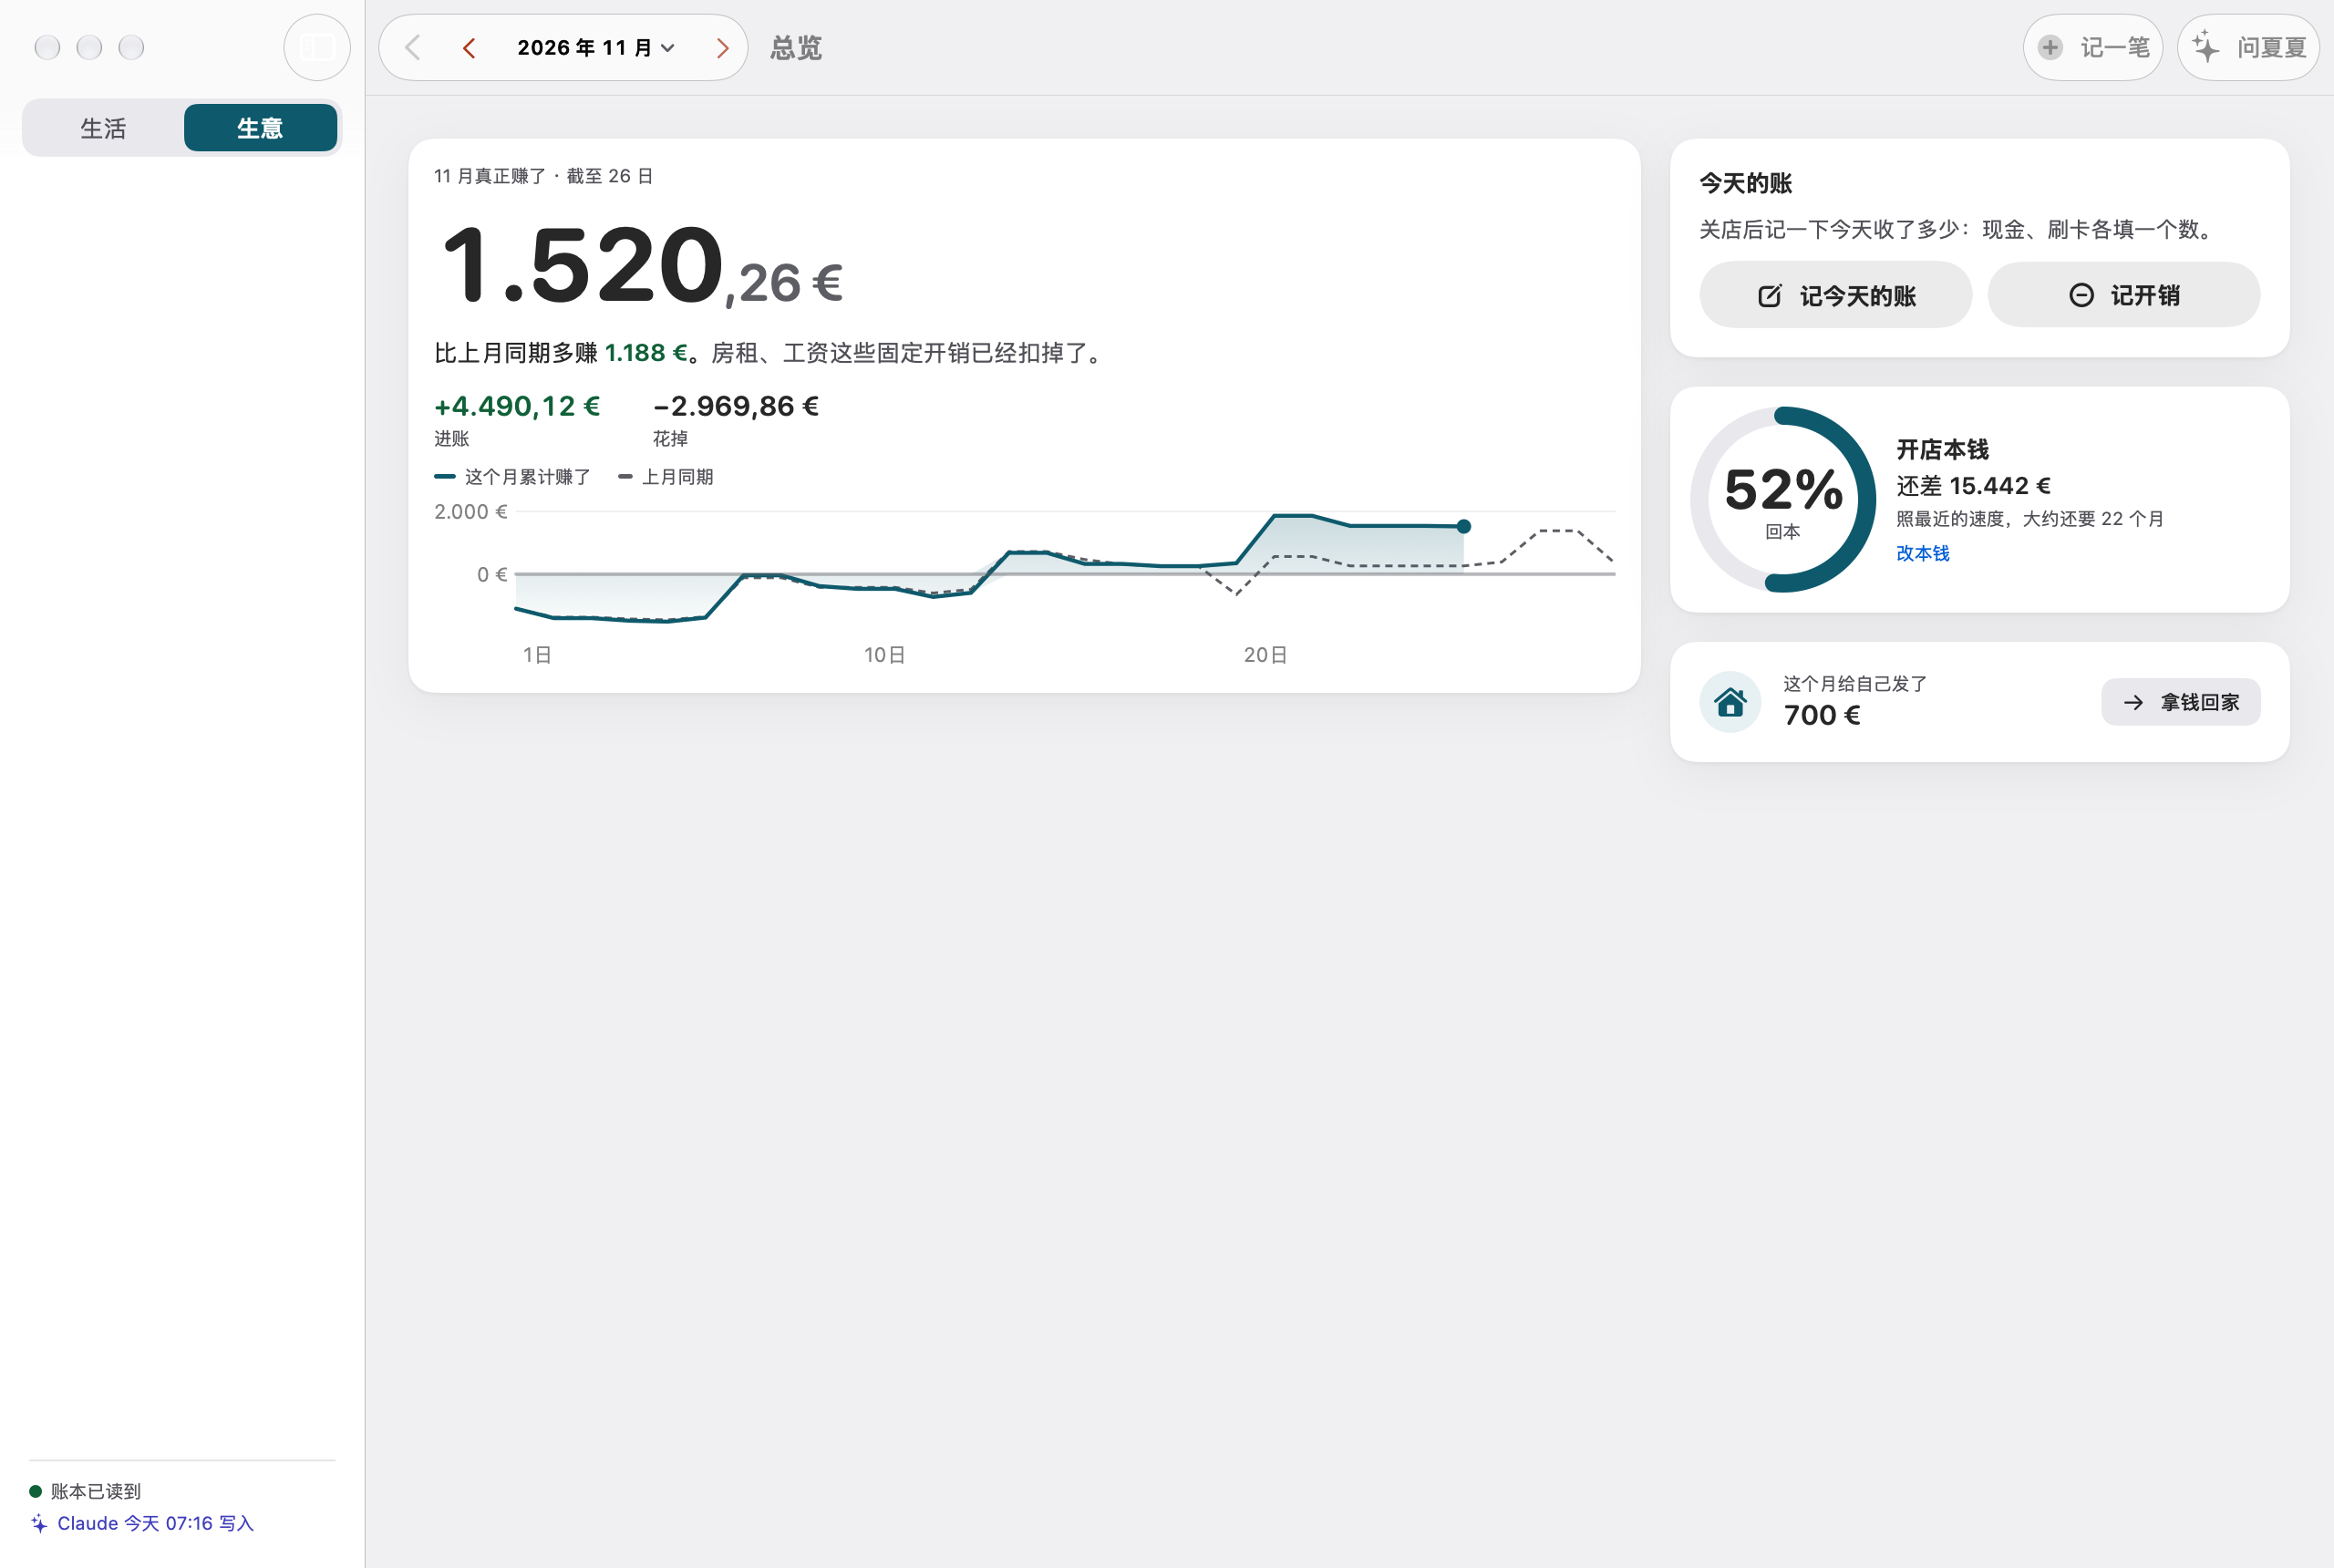 2026 年 11 月
总览
记一笔
问夏夏
生活
生意
11 月真正赚了 · 截至 26 日
1.520,26 €
比上月同期多赚 1.188 €。房租、工资这些固定开销已经扣掉了。
+4.490,12 €
进账
−2.969,86 €
花掉
这个月累计赚了
上月同期
2.000 €
0 €
1日
10日
20日
今天的账
关店后记一下今天收了多少：现金、刷卡各填一个数。
记今天的账
记开销
52%
回本
开店本钱
还差 15.442 €
照最近的速度，大约还要 22 个月
改本钱
这个月给自己发了
700 €
拿钱回家
账本已读到
Claude 今天 07:16 写入